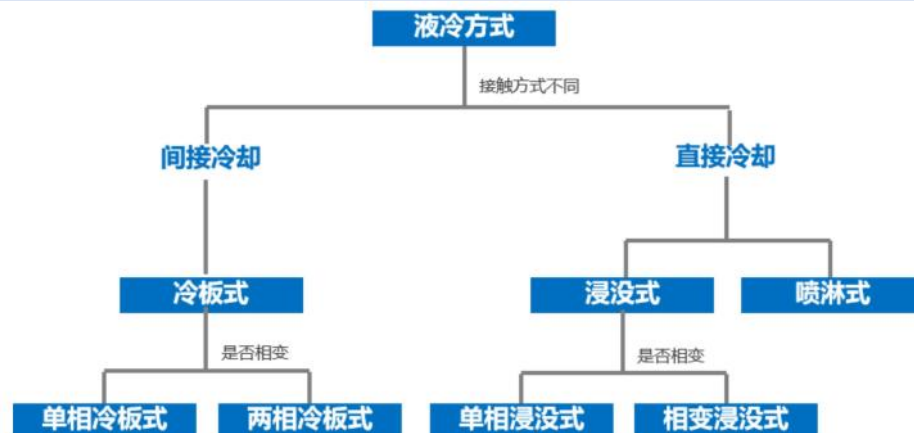 液冷方式
接触方式不同
间接冷却
直接冷却
冷板式
浸没式
喷淋式
是否相变
是否相变
单相冷板式
两相冷板式
单相浸没式
相变浸没式